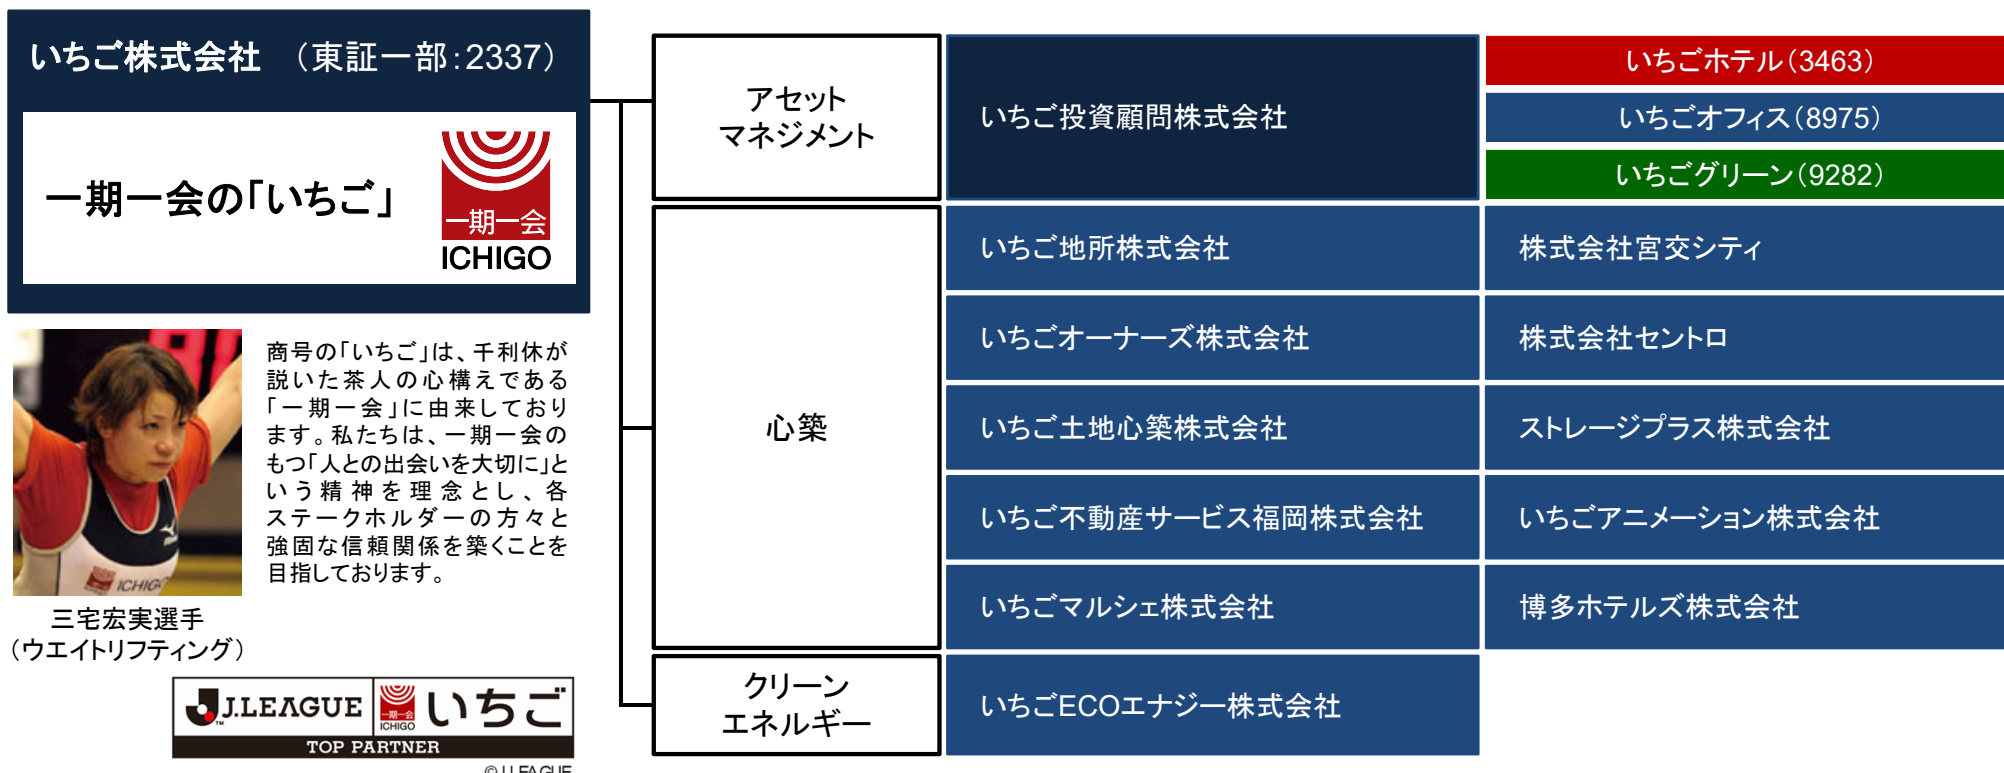 いちご株式会社 （東証一部：2337）
一期一会の「いちご」
一期一会
ICHIGO
商号の「いちご」は、千利休が
説いた茶人の心構えである
「一期一会」に由来しており
ます。私たちは、一期一会の
もつ「人との出会いを大切に」と
いう精神を理念とし、各
ステークホルダーの方々と
強固な信頼関係を築くことを
目指しております。
ICHIGO
三宅宏実選手
（ウエイトリフティング）
J.LEAGUE
TM
一期一会
ICHIGO
いちご
TOP PARTNER
© J.LEAGUE
アセット
マネジメント
いちご投資顧問株式会社
いちごホテル（3463）
いちごオフィス（8975）
いちごグリーン（9282）
心築
いちご地所株式会社
株式会社宮交シティ
いちごオーナーズ株式会社
株式会社セントロ
いちご土地心築株式会社
ストレージプラス株式会社
いちご不動産サービス福岡株式会社
いちごアニメーション株式会社
いちごマルシェ株式会社
博多ホテルズ株式会社
クリーン
エネルギー
いちごECOエナジー株式会社